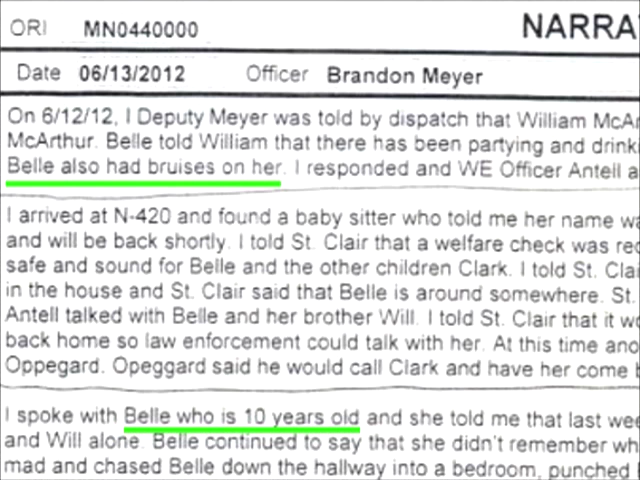 ORI MN0440000 NARRA
Date 06/13/2012 Officer Brandon Meyer
On 6/12/12, I Deputy Meyer was told by dispatch that William McAr
McArthur. Belle told William that there has been partying and drinki
Belle also had bruises on her. I responded and WE Officer Antell a
I arrived at N-420 and found a baby sitter who told me her name wa
and will be back shortly. I told St. Clair that a welfare check was rec
safe and sound for Belle and the other children Clark. I told St. Clai
in the house and St. Clair said that Belle is around somewhere. St.
Antell talked with Belle and her brother Will. I told St. Clair that it wo
back home so law enforcement could talk with her. At this time ano
Oppegard. Opeggard said he would call Clark and have her come b
I spoke with Belle who is 10 years old and she told me that last wee
and Will alone. Belle continued to say that she didn't remember wh
mad and chased Belle down the hallway into a bedroom, punched